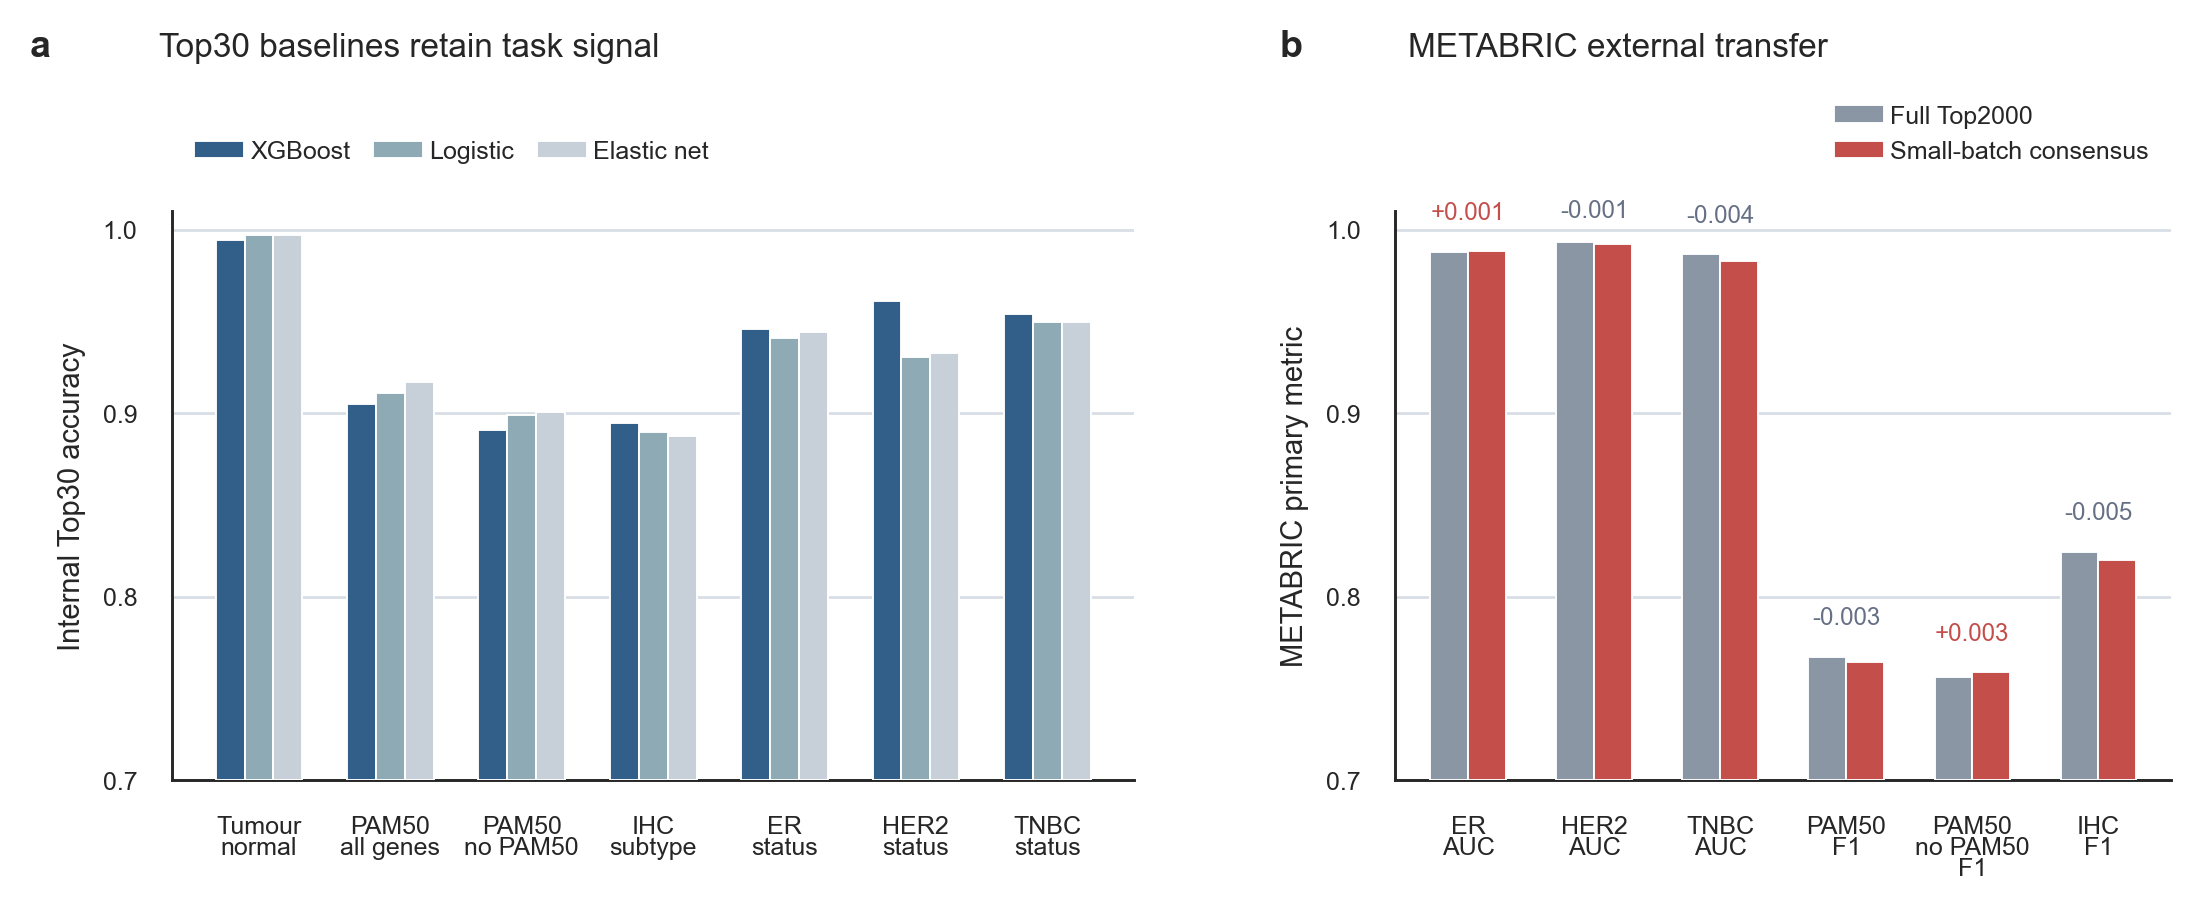 a
Top30 baselines retain task signal
XGBoost
Logistic
Elastic net
Internal Top30 accuracy
1.0
0.9
0.8
0.7
Tumour
normal
PAM50
all genes
PAM50
no PAM50
IHC
subtype
ER
status
HER2
status
TNBC
status
b
METABRIC external transfer
Full Top2000
Small-batch consensus
METABRIC primary metric
1.0
0.9
0.8
0.7
+0.001
-0.001
-0.004
-0.003
+0.003
-0.005
ER
AUC
HER2
AUC
TNBC
AUC
PAM50
F1
PAM50
no PAM50
F1
IHC
F1